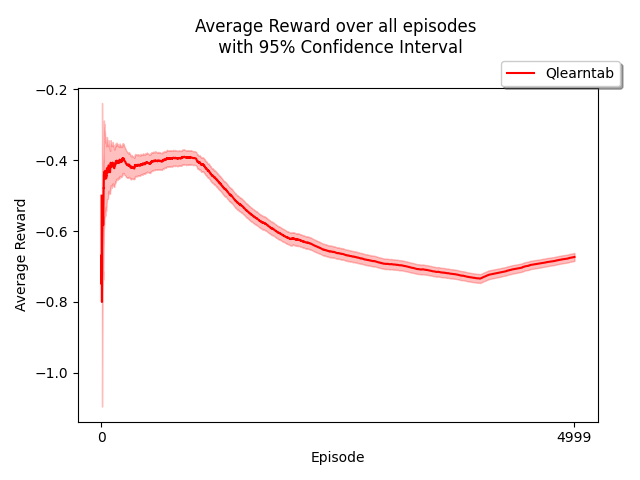 Average Reward over all episodes
with 95% Confidence Interval
Qlearntab
−0.2
−0.4
−0.6
−0.8
−1.0
Average Reward
0
4999
Episode